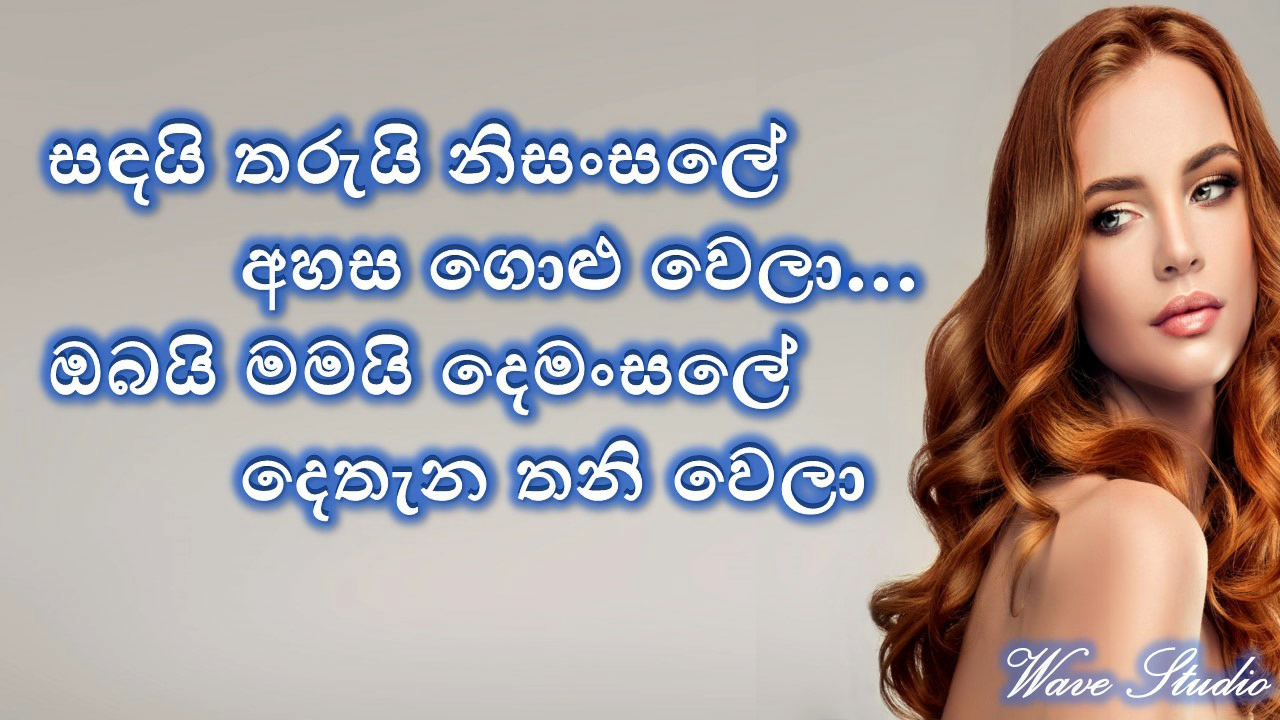 සඳයි තරුයි නිසංසලේ
අහස ගොළු වෙලා...
ඔබයි මමයි දෙමංසලේ
දෙතැන තනි වෙලා
Wave Studio